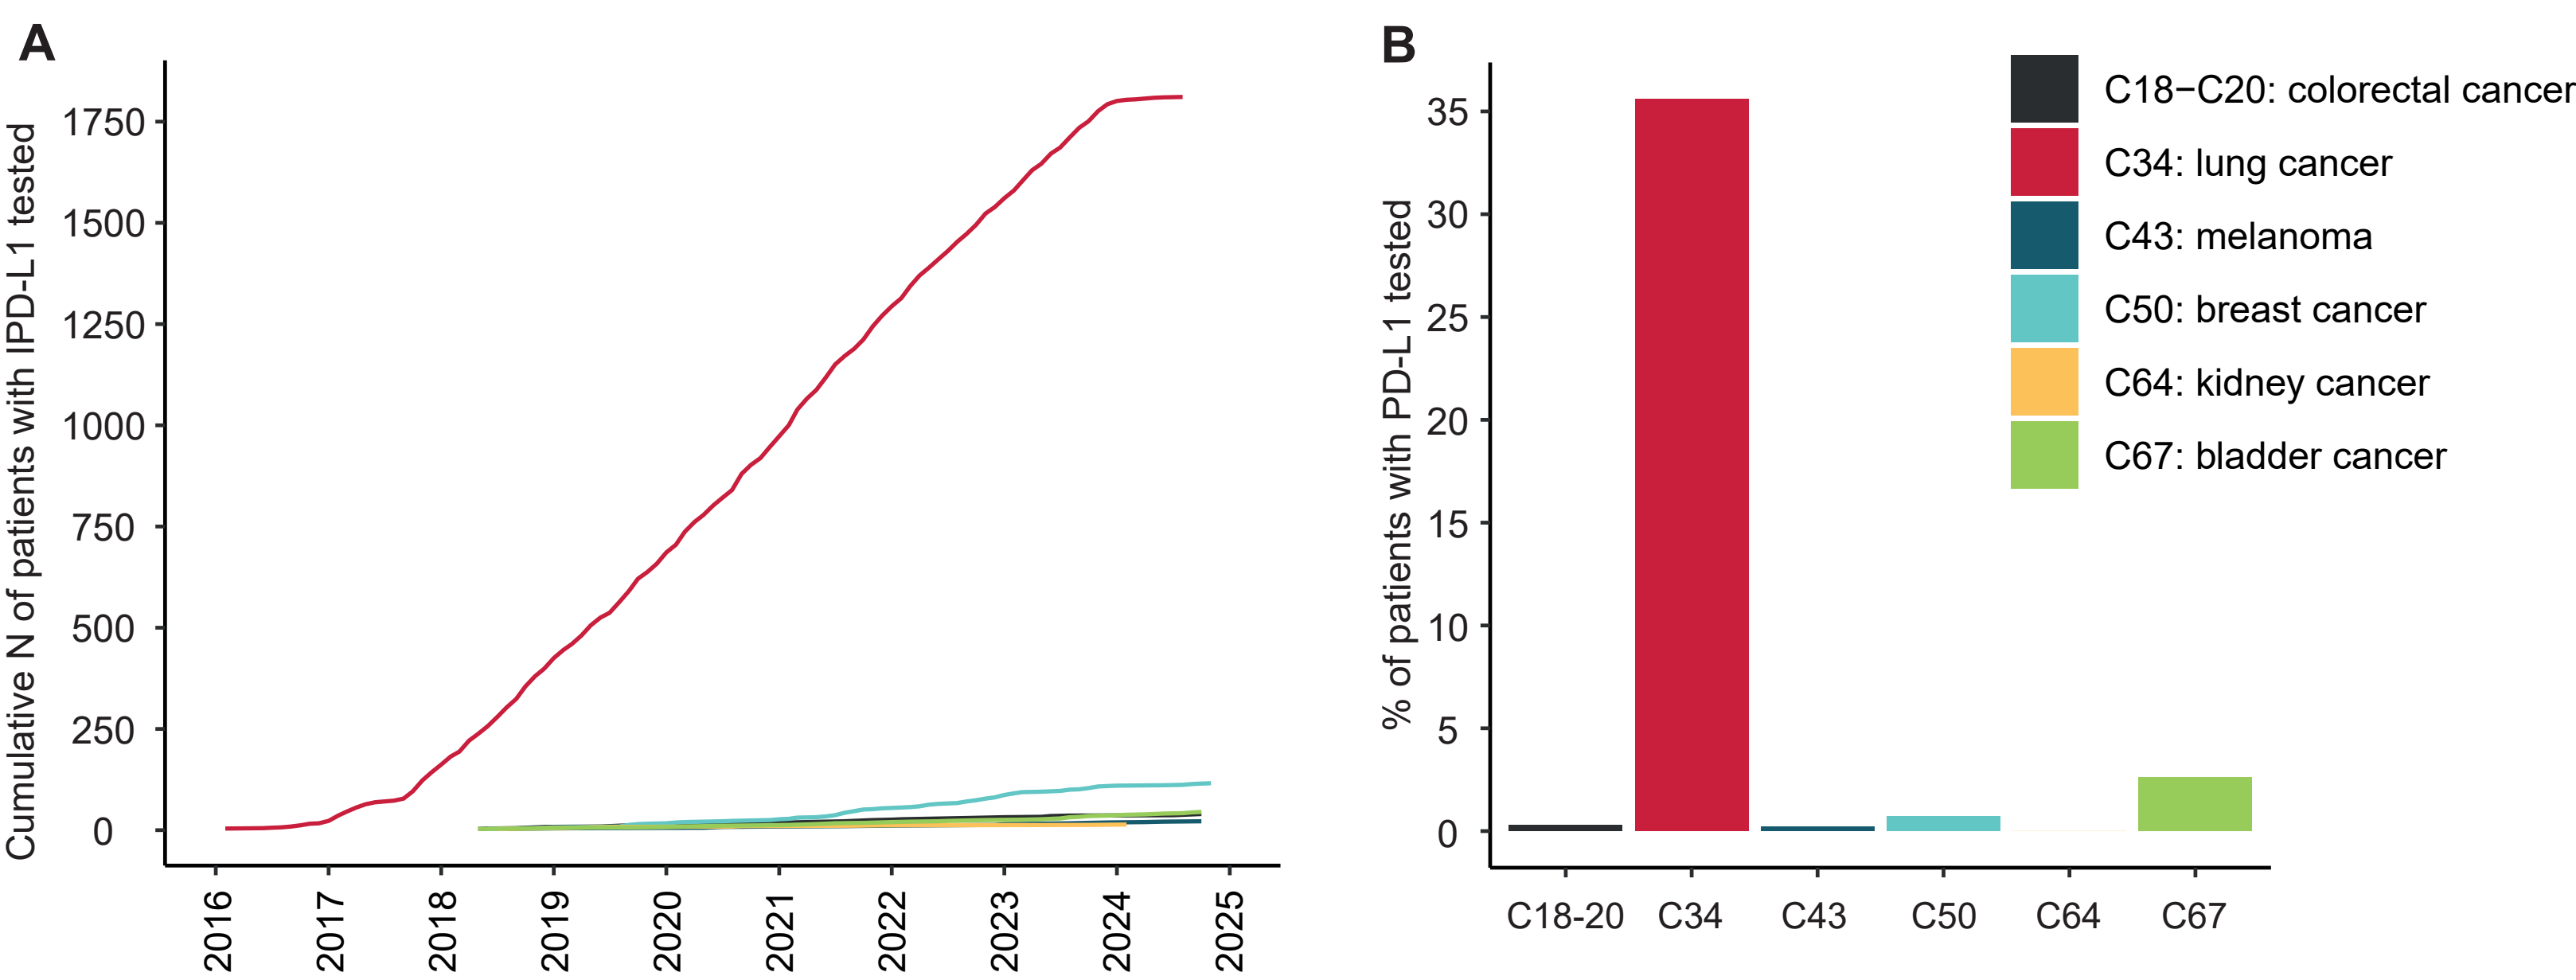 A
Cumulative N of patients with IPD-L1 tested
1750
1500
1250
1000
750
500
250
0
2016
2017
2018
2019
2020
2021
2022
2023
2024
2025
B
% of patients with PD-L1 tested
35
30
25
20
15
10
5
0
C18-20
C34
C43
C50
C64
C67
C18−C20: colorectal cancer
C34: lung cancer
C43: melanoma
C50: breast cancer
C64: kidney cancer
C67: bladder cancer